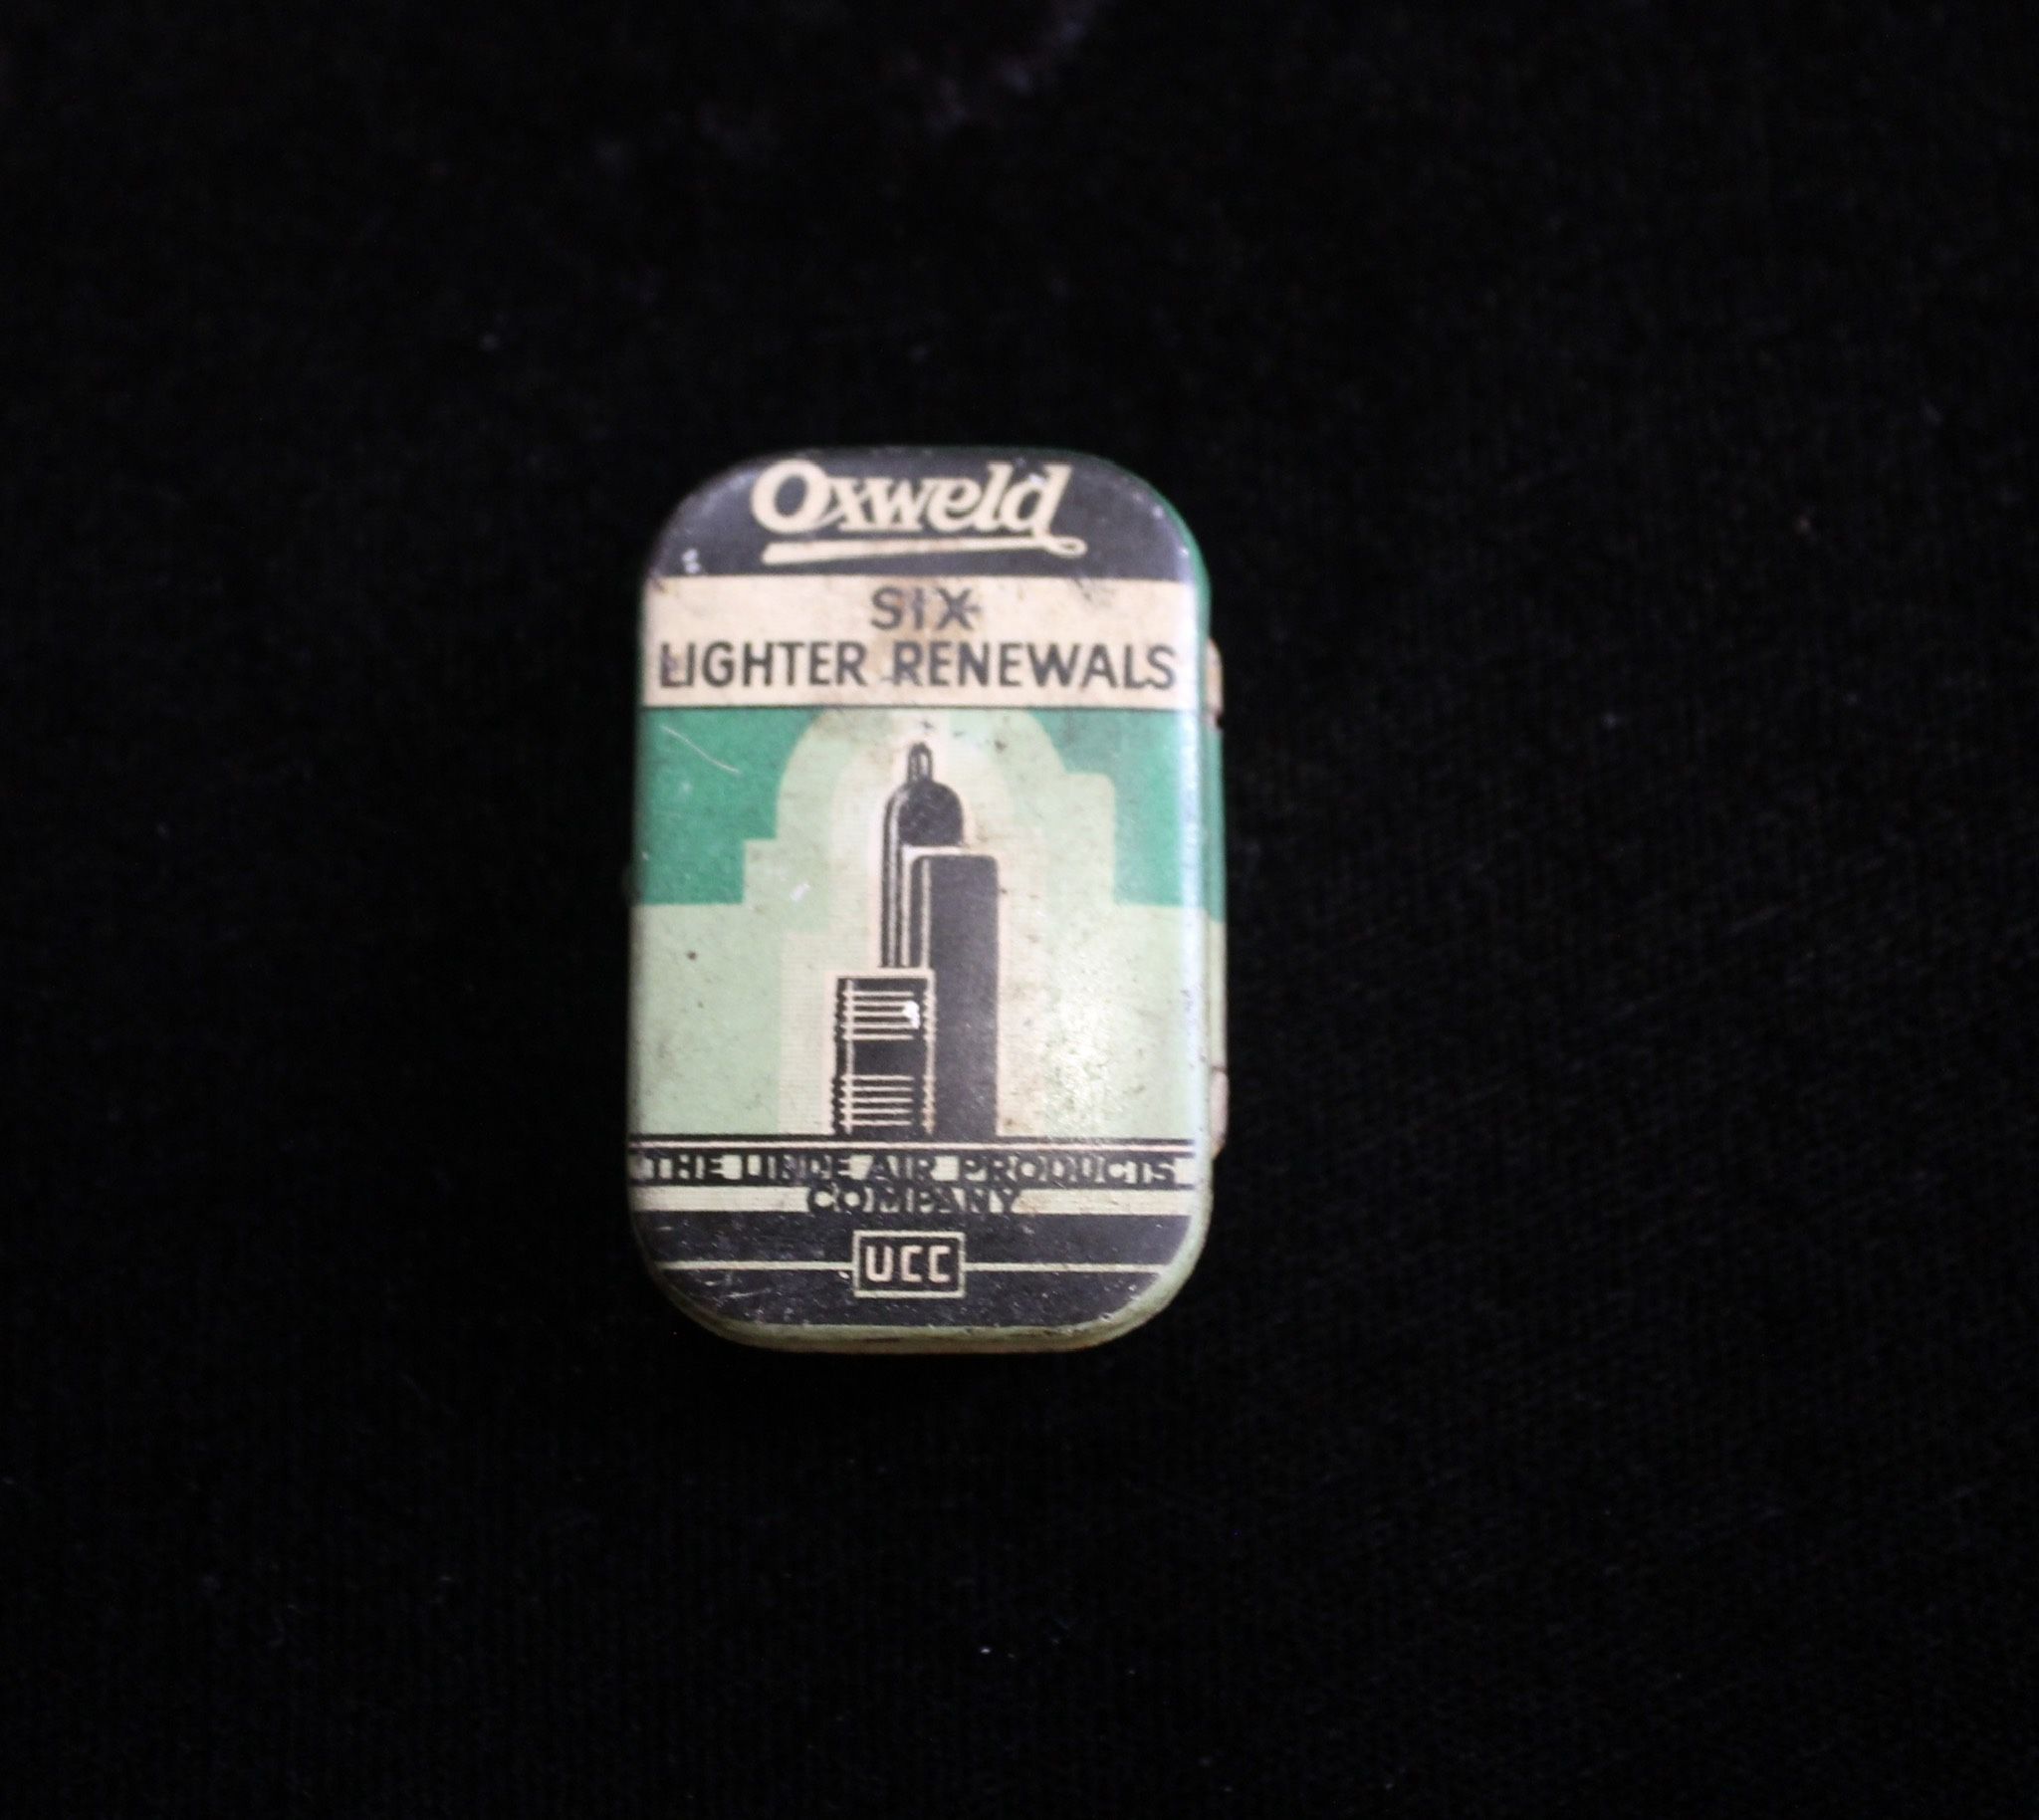 Oxweld
SIX
LIGHTER RENEWALS
THE LINDE AIR PRODUCTS
COMPANY
UCC